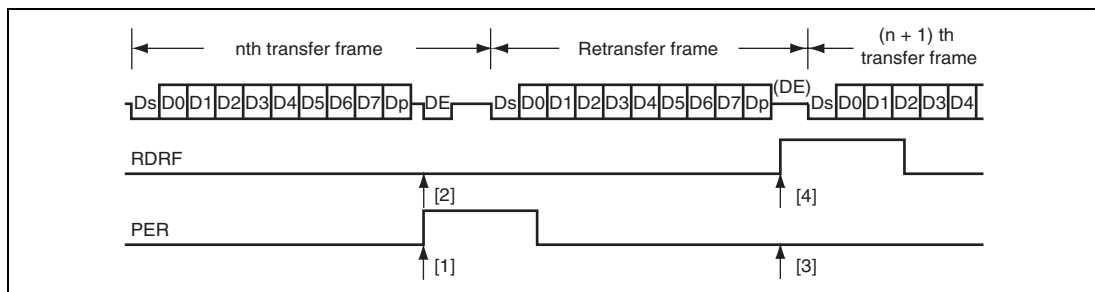 nth transfer frame
Retransfer frame
(n + 1) th
transfer frame
Ds D0 D1 D2 D3 D4 D5 D6 D7 Dp DE Ds D0 D1 D2 D3 D4 D5 D6 D7 Dp (DE) Ds D0 D1 D2 D3 D4
RDRF
[2] [4]
PER
[1] [3]